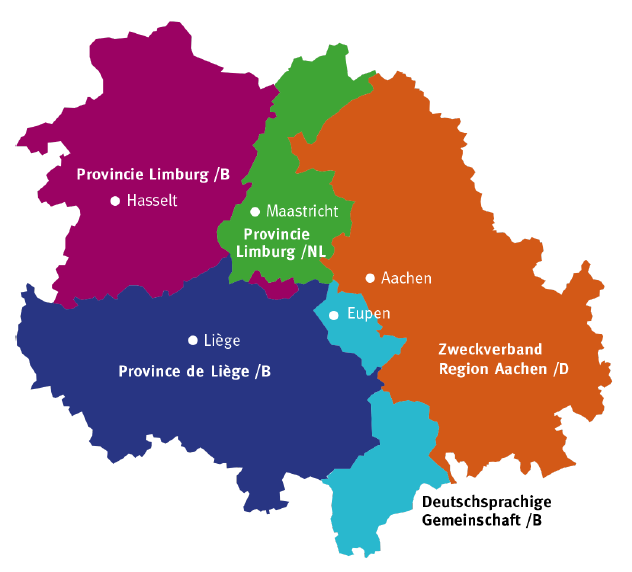 Provincie Limburg /B
Hasselt
Maastricht
Provincie
Limburg /NL
Aachen
Eupen
Liège
Province de Liège /B
Zweckverband
Region Aachen /D
Deutschsprachige
Gemeinschaft /B